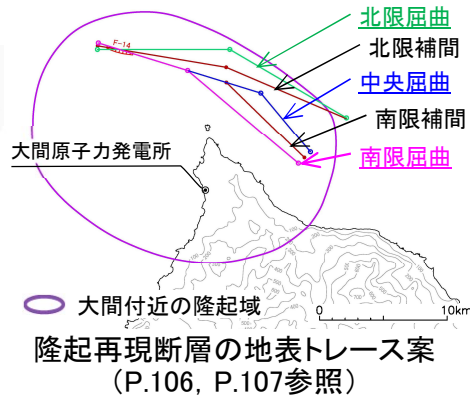 北限屈曲
北限補間
中央屈曲
南限補間
南限屈曲
F-14
大間原子力発電所
大間付近の隆起域
0 10km
隆起再現断層の地表トレース案
(P.106, P.107参照)